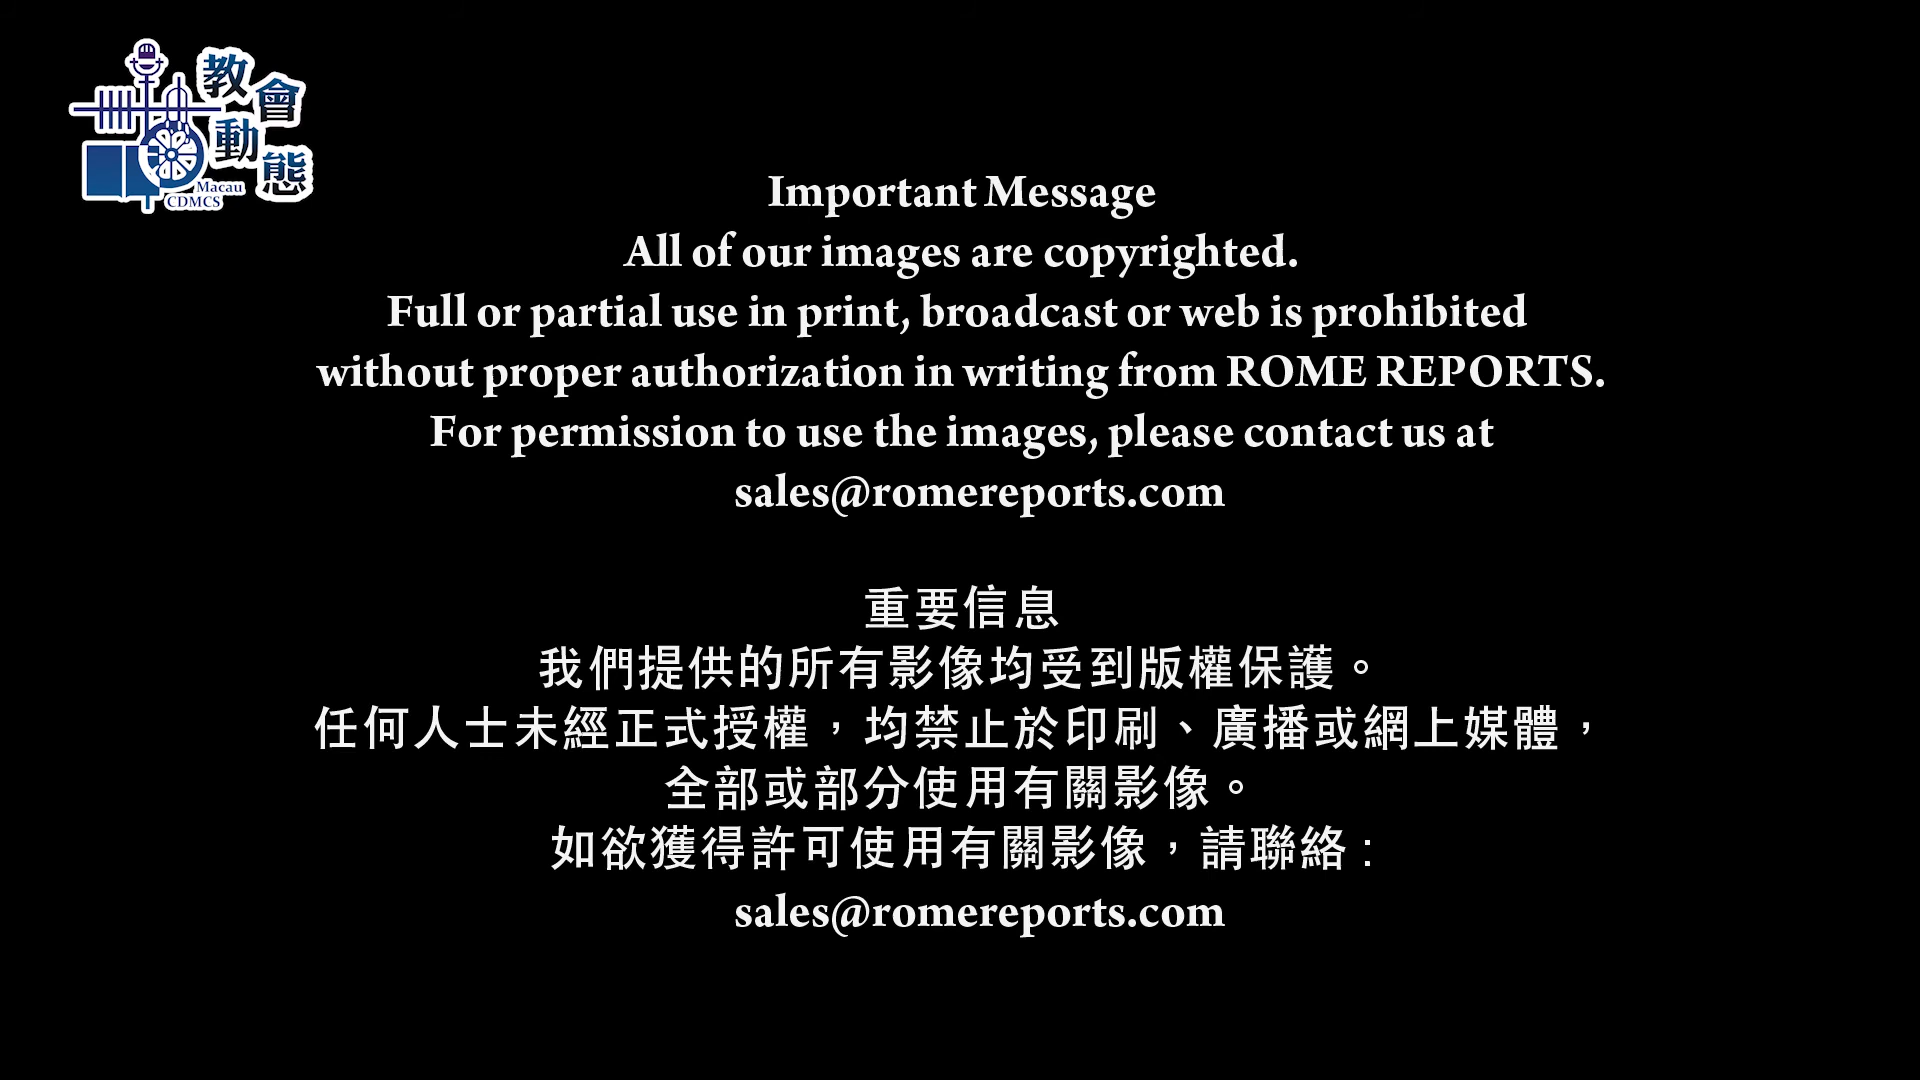 教會動態
Macau
CDMCS
Important Message
All of our images are copyrighted.
Full or partial use in print, broadcast or web is prohibited
without proper authorization in writing from ROME REPORTS.
For permission to use the images, please contact us at
sales@romereports.com
重要信息
我們提供的所有影像均受到版權保護。
任何人士未經正式授權，均禁止於印刷、廣播或網上媒體，
全部或部分使用有關影像。
如欲獲得許可使用有關影像，請聯絡：
sales@romereports.com